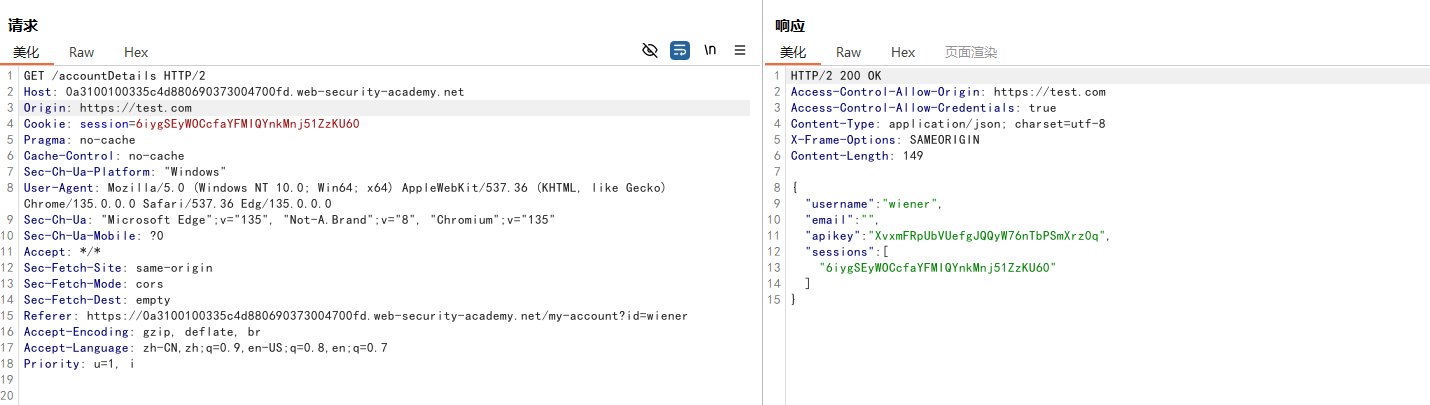 请求
美化 Raw Hex
\n
1 GET /accountDetails HTTP/2
2 Host: 0a3100100335c4d880690373004700fd.web-security-academy.net
3 Origin: https://test.com
4 Cookie: session=6iygSEyWOCcfaYFMlQYnkMnj51ZzKU60
5 Pragma: no-cache
6 Cache-Control: no-cache
7 Sec-Ch-Ua-Platform: "Windows"
8 User-Agent: Mozilla/5.0 (Windows NT 10.0; Win64; x64) AppleWebKit/537.36 (KHTML, like Gecko)
Chrome/135.0.0.0 Safari/537.36 Edg/135.0.0.0
9 Sec-Ch-Ua: "Microsoft Edge";v="135", "Not-A.Brand";v="8", "Chromium";v="135"
10 Sec-Ch-Ua-Mobile: ?0
11 Accept: */*
12 Sec-Fetch-Site: same-origin
13 Sec-Fetch-Mode: cors
14 Sec-Fetch-Dest: empty
15 Referer: https://0a3100100335c4d880690373004700fd.web-security-academy.net/my-account?id=wiener
16 Accept-Encoding: gzip, deflate, br
17 Accept-Language: zh-CN,zh;q=0.9,en-US;q=0.8,en;q=0.7
18 Priority: u=1, i
19
20
响应
美化 Raw Hex 页面渲染
1 HTTP/2 200 OK
2 Access-Control-Allow-Origin: https://test.com
3 Access-Control-Allow-Credentials: true
4 Content-Type: application/json; charset=utf-8
5 X-Frame-Options: SAMEORIGIN
6 Content-Length: 149
7
8 {
9 "username":"wiener",
10 "email":"",
11 "apikey":"XvxmFRpUbVUefgJQQyW76nTbPSmXrz0q",
12 "sessions":[
13 "6iygSEyWOCcfaYFMlQYnkMnj51ZzKU60"
14 ]
15 }